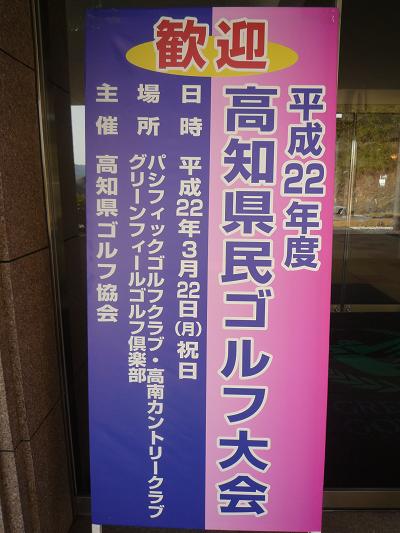 歓迎
平成22年度
高知県民ゴルフ大会
日時 平成22年3月22日(月)祝日
場所 パシフィックゴルフクラブ・高南カントリークラブ
グリーンフィールゴルフ倶楽部
主催 高知県ゴルフ協会